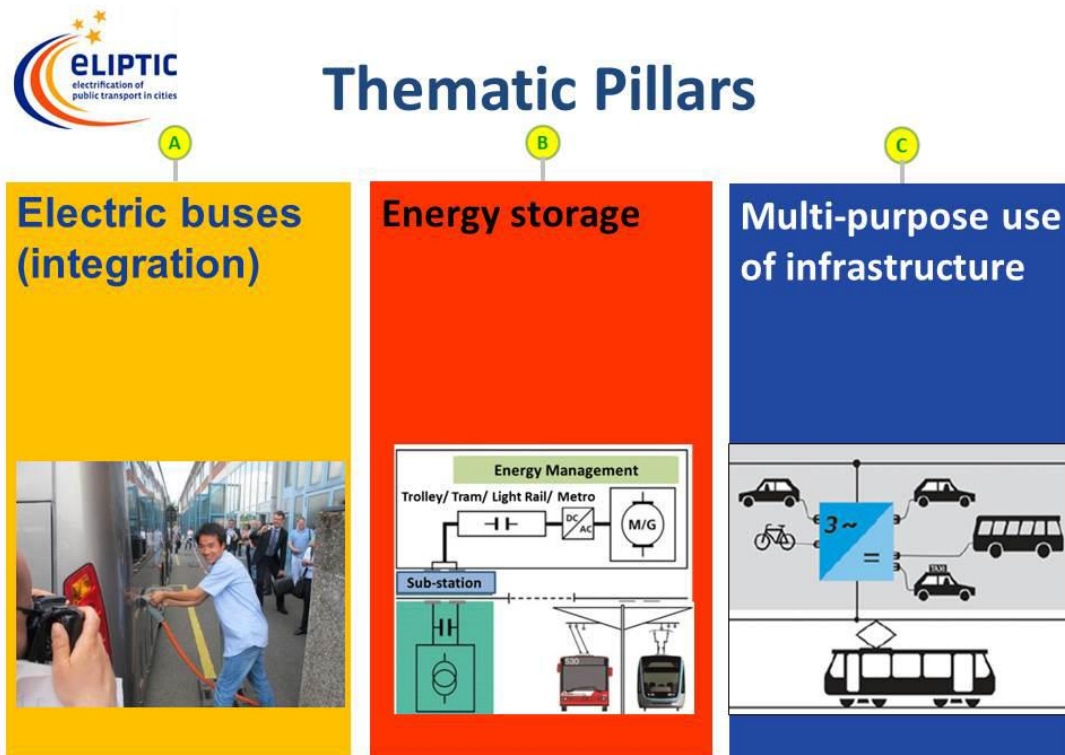 eLIPTIC
electrification of
public transport in cities
Thematic Pillars
A
B
C
Electric buses
(integration)
Energy storage
Energy Management
Trolley/ Tram/ Light Rail/ Metro
DC
AC
M/G
Sub-station
530
Multi-purpose use
of infrastructure
3 ~
=
TAXI